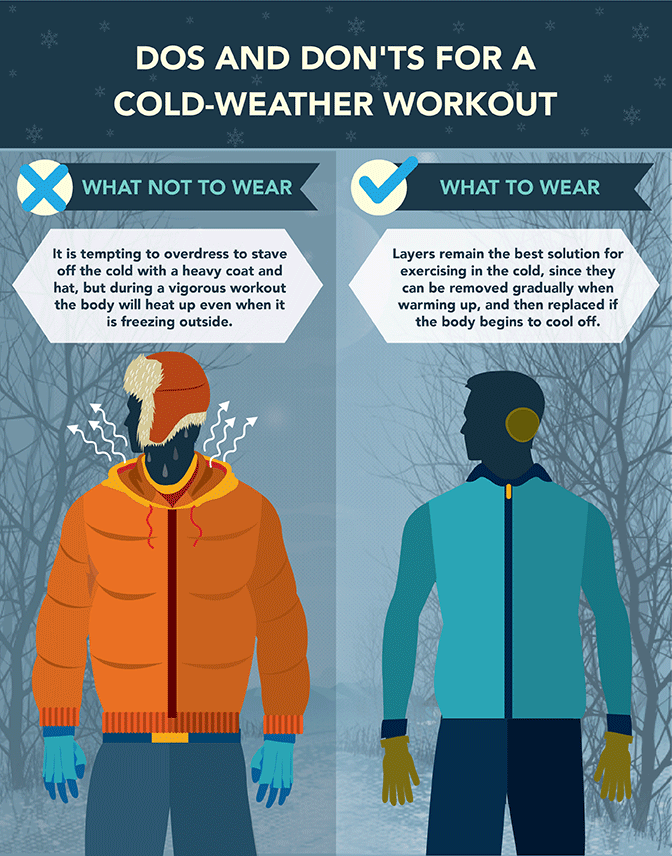 DOS AND DON'TS FOR A
COLD-WEATHER WORKOUT
WHAT NOT TO WEAR
It is tempting to overdress to stave
off the cold with a heavy coat and
hat, but during a vigorous workout
the body will heat up even when it
is freezing outside.
WHAT TO WEAR
Layers remain the best solution for
exercising in the cold, since they
can be removed gradually when
warming up, and then replaced if
the body begins to cool off.